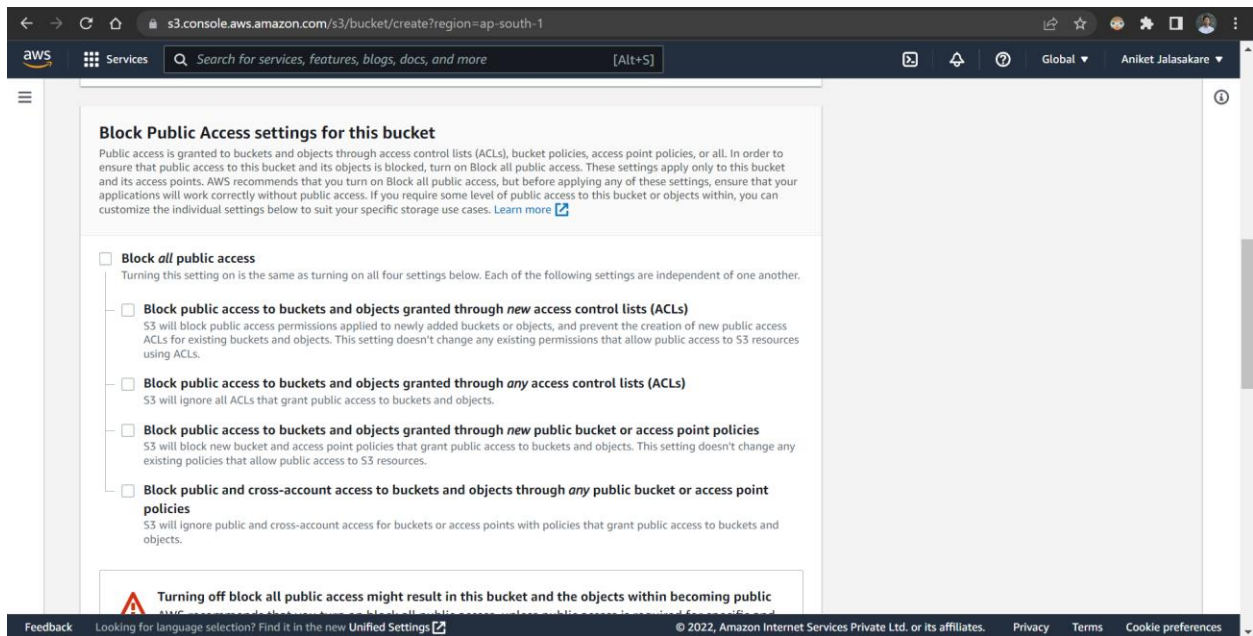 s3.console.aws.amazon.com/s3/bucket/create?region=ap-south-1
aws
Services
Search for services, features, blogs, docs, and more
[Alt+S]
Global
Aniket Jalasakare
Block Public Access settings for this bucket
Public access is granted to buckets and objects through access control lists (ACLs), bucket policies, access point policies, or all. In order to
ensure that public access to this bucket and its objects is blocked, turn on Block all public access. These settings apply only to this bucket
and its access points. AWS recommends that you turn on Block all public access, but before applying any of these settings, ensure that your
applications will work correctly without public access. If you require some level of public access to this bucket or objects within, you can
customize the individual settings below to suit your specific storage use cases. Learn more
Block all public access
Turning this setting on is the same as turning on all four settings below. Each of the following settings are independent of one another.
Block public access to buckets and objects granted through new access control lists (ACLs)
S3 will block public access permissions applied to newly added buckets or objects, and prevent the creation of new public access
ACLs for existing buckets and objects. This setting doesn't change any existing permissions that allow public access to S3 resources
using ACLs.
Block public access to buckets and objects granted through any access control lists (ACLs)
S3 will ignore all ACLs that grant public access to buckets and objects.
Block public access to buckets and objects granted through new public bucket or access point policies
S3 will block new bucket and access point policies that grant public access to buckets and objects. This setting doesn't change any
existing policies that allow public access to S3 resources.
Block public and cross-account access to buckets and objects through any public bucket or access point
policies
S3 will ignore public and cross-account access for buckets or access points with policies that grant public access to buckets and
objects.
Turning off block all public access might result in this bucket and the objects within becoming public
AWS recommends that you turn on block all public access, unless public access is required for specific and
Feedback
Looking for language selection? Find it in the new Unified Settings
© 2022, Amazon Internet Services Private Ltd. or its affiliates.
Privacy
Terms
Cookie preferences